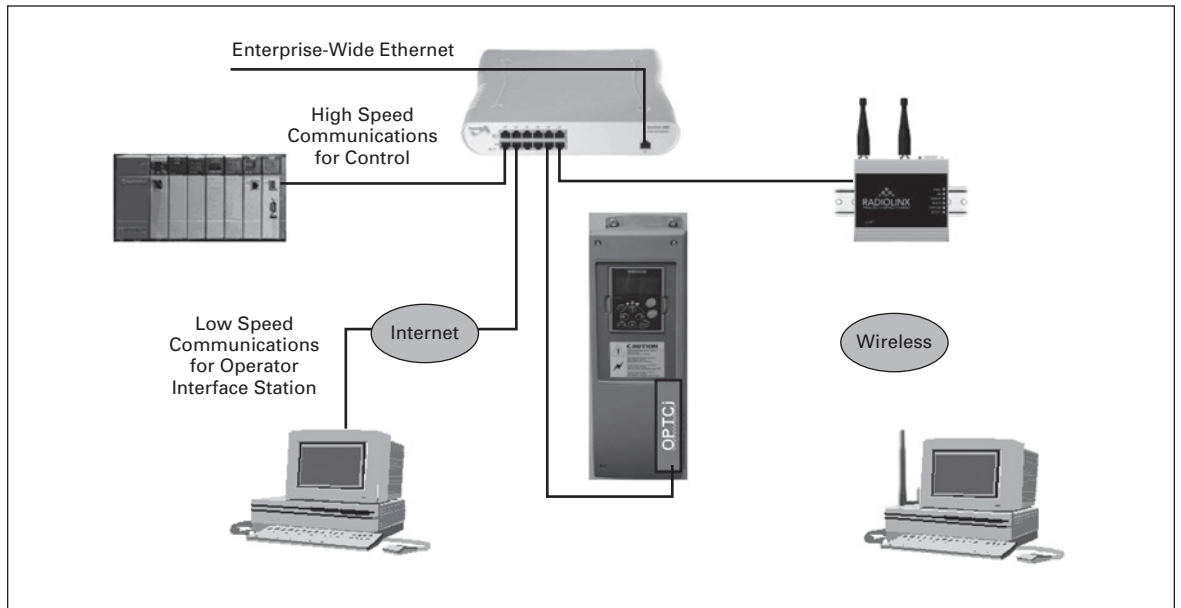 Enterprise-Wide Ethernet
High Speed
Communications
for Control
RADIOLINX
Internet
Low Speed
Communications
for Operator
Interface Station
CAUTION
OPTCi
Wireless